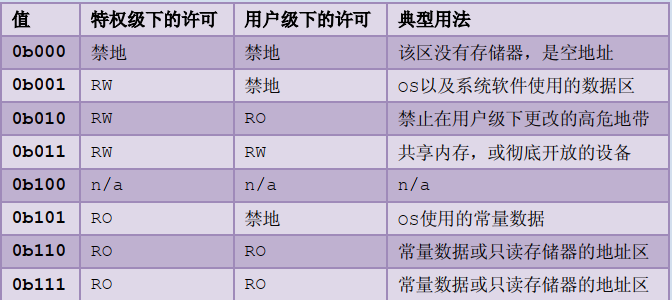 值 特权级下的许可 用户级下的许可 典型用法
0b000 禁地 禁地 该区没有存储器，是空地址
0b001 RW 禁地 os以及系统软件使用的数据区
0b010 RW RO 禁止在用户级下更改的高危地带
0b011 RW RW 共享内存，或彻底开放的设备
0b100 n/a n/a n/a
0b101 RO 禁地 os使用的常量数据
0b110 RO RO 常量数据或只读存储器的地址区
0b111 RO RO 常量数据或只读存储器的地址区